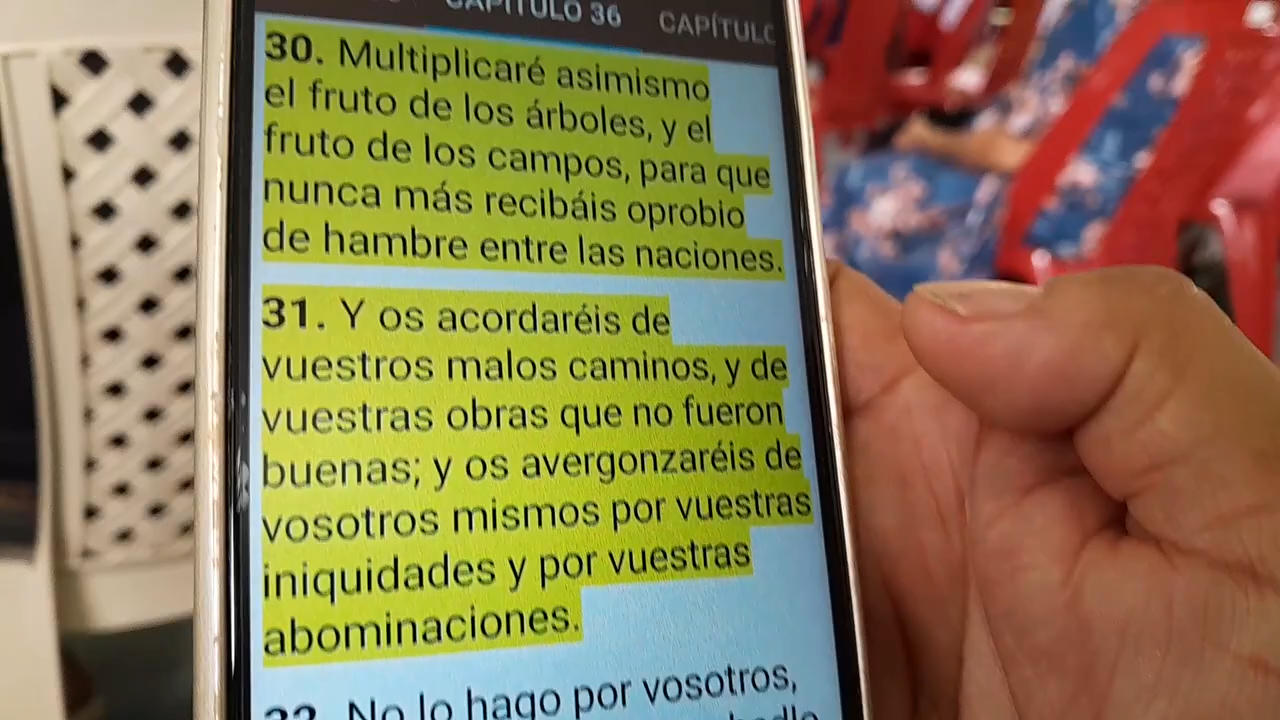 CAPÍTULO 36 CAPÍTULO
30. Multiplicaré asimismo
el fruto de los árboles, y el
fruto de los campos, para que
nunca más recibáis oprobio
de hambre entre las naciones.
31. Y os acordaréis de
vuestros malos caminos, y de
vuestras obras que no fueron
buenas; y os avergonzaréis de
vosotros mismos por vuestras
iniquidades y por vuestras
abominaciones.
32. No lo hago por vosotros,